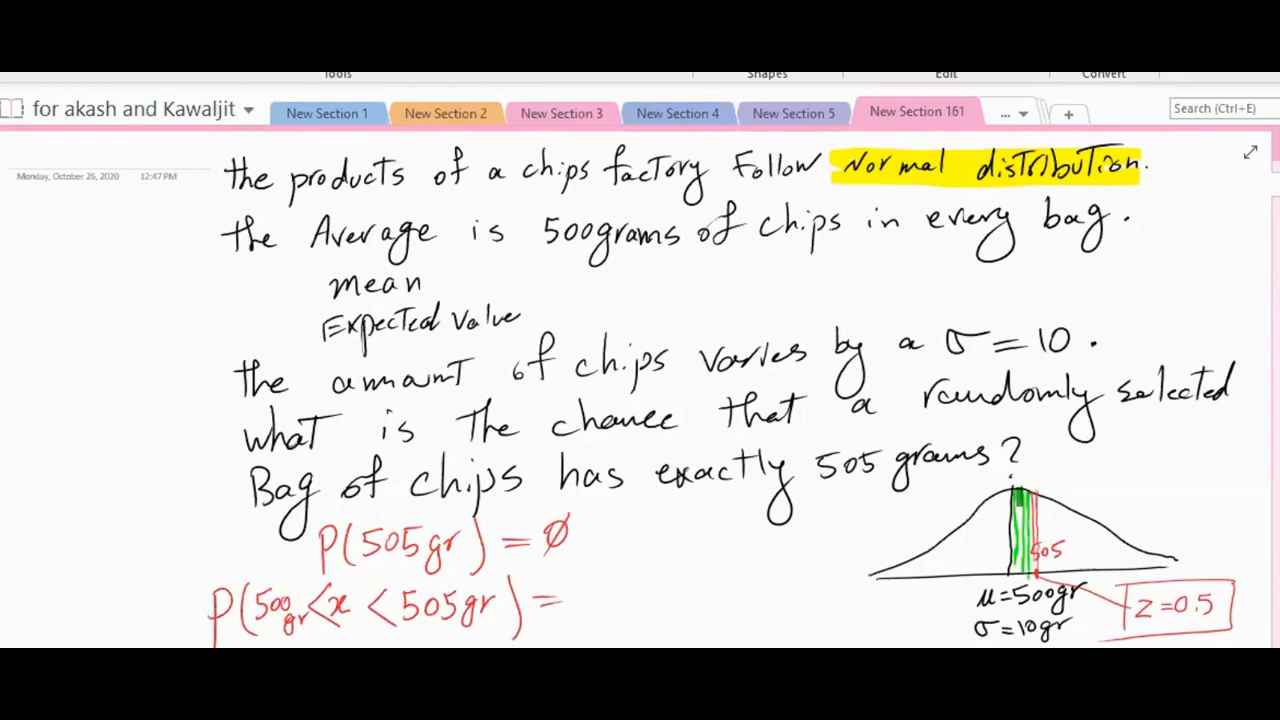 Tools Shapes Edit Convert
for akash and Kawaljit New Section 1 New Section 2 New Section 3 New Section 4 New Section 5 New Section 161 ... + Search (Ctrl+E)
Monday, October 26, 2020 12:47 PM
the products of a chips factory Follow Normal distribution.
the Average is 500grams of chips in every bag.
mean
Expected value
the amount of chips varies by a σ = 10.
what is the chance that a randomly selected
Bag of chips has exactly 505 grams?
P(505gr) = ∅
P(500gr < x < 505gr) =
505
μ=500gr
σ=10gr
z=0.5